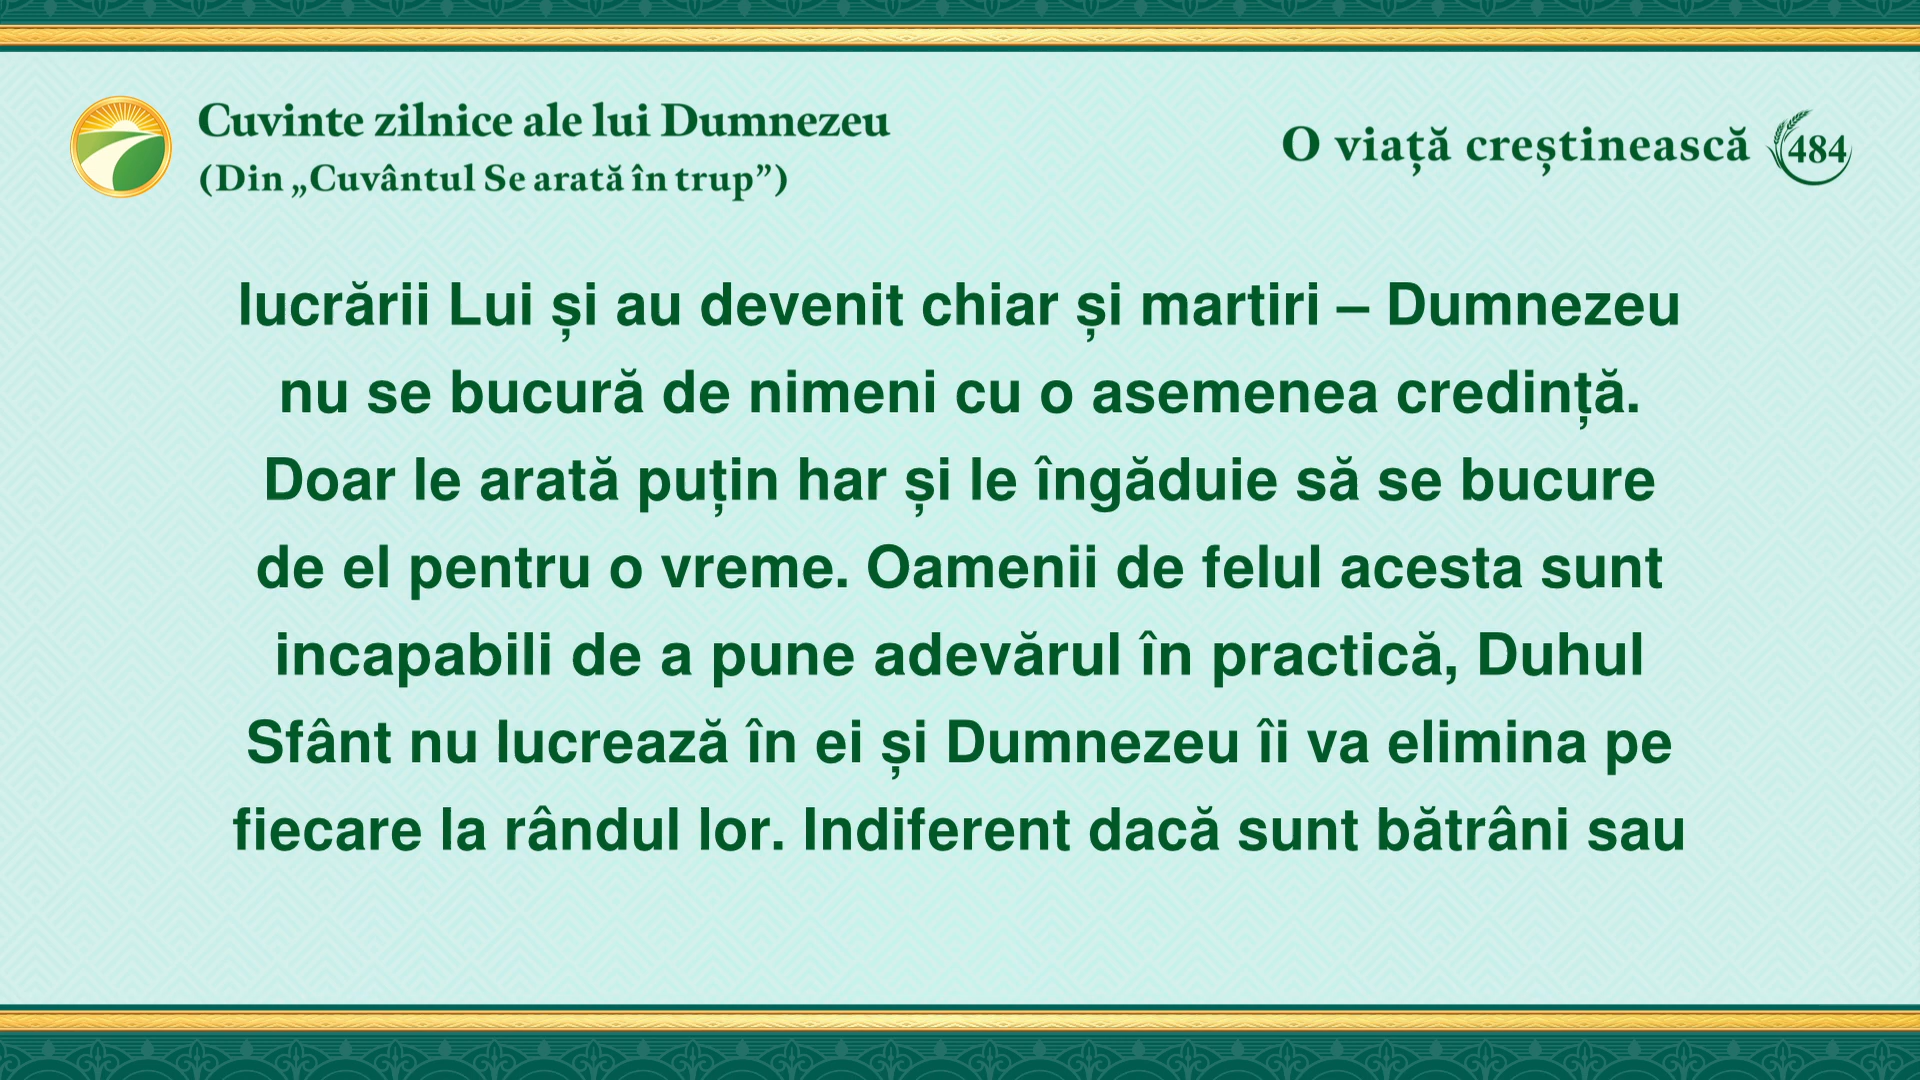 Cuvinte zilnice ale lui Dumnezeu
(Din „Cuvântul Se arată în trup”)
O viață creștinească 484
lucrării Lui și au devenit chiar și martiri – Dumnezeu
nu se bucură de nimeni cu o asemenea credință.
Doar le arată puțin har și le îngăduie să se bucure
de el pentru o vreme. Oamenii de felul acesta sunt
incapabili de a pune adevărul în practică, Duhul
Sfânt nu lucrează în ei și Dumnezeu îi va elimina pe
fiecare la rândul lor. Indiferent dacă sunt bătrâni sau